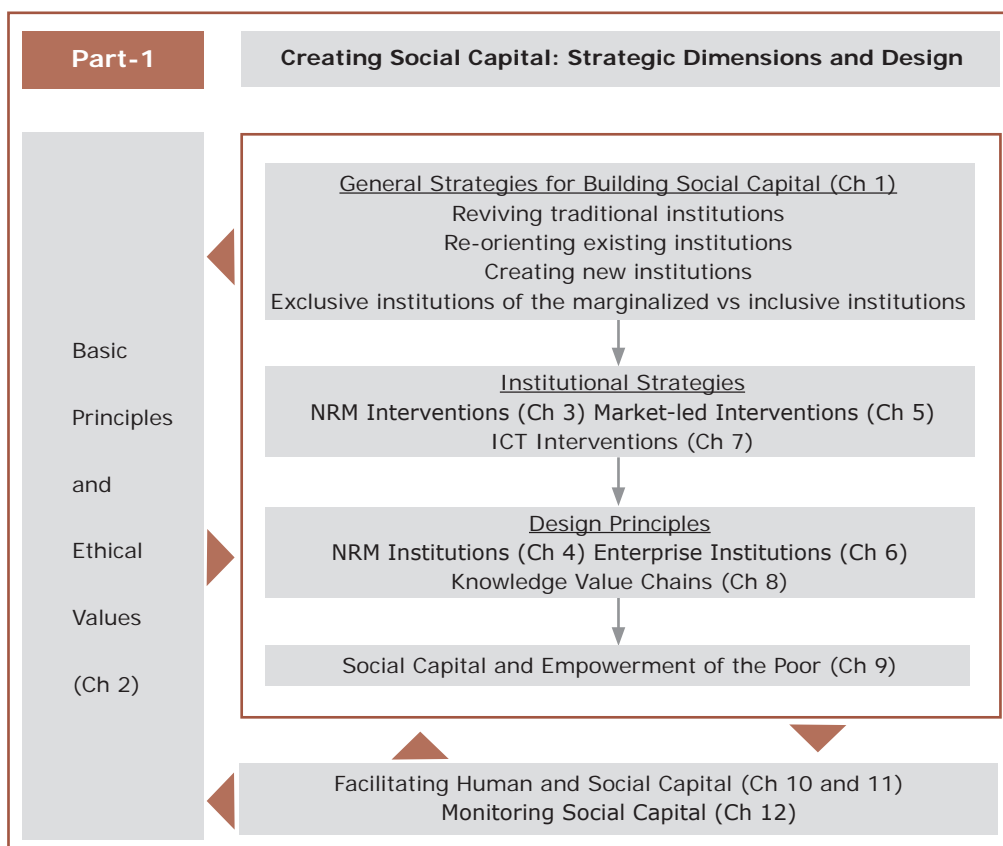 Part-1
Creating Social Capital: Strategic Dimensions and Design
Basic
Principles
and
Ethical
Values
(Ch 2)
General Strategies for Building Social Capital (Ch 1)
Reviving traditional institutions
Re-orienting existing institutions
Creating new institutions
Exclusive institutions of the marginalized vs inclusive institutions
Institutional Strategies
NRM Interventions (Ch 3) Market-led Interventions (Ch 5)
ICT Interventions (Ch 7)
Design Principles
NRM Institutions (Ch 4) Enterprise Institutions (Ch 6)
Knowledge Value Chains (Ch 8)
Social Capital and Empowerment of the Poor (Ch 9)
Facilitating Human and Social Capital (Ch 10 and 11)
Monitoring Social Capital (Ch 12)